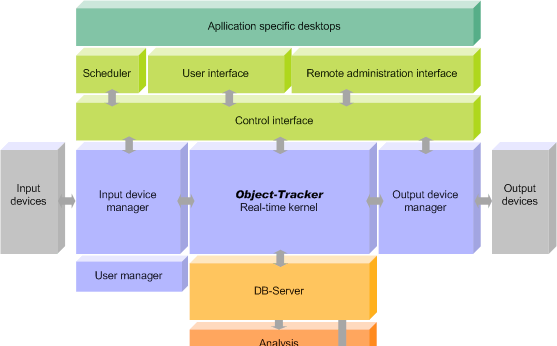 Apllication specific desktops
Scheduler
User interface
Remote administration interface
Control interface
Input
devices
Input device
manager
Object-Tracker
Real-time kernel
Output device
manager
Output
devices
User manager
DB-Server
Analysis